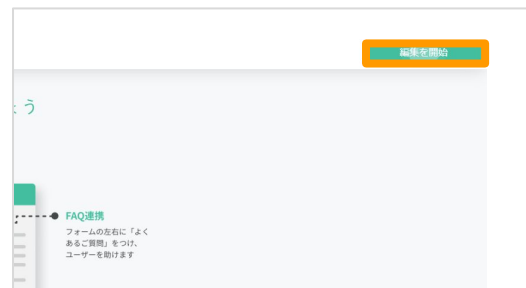 編集を開始
ょう
FAQ連携
フォームの左右に「よく
あるご質問」をつけ、
ユーザーを助けます